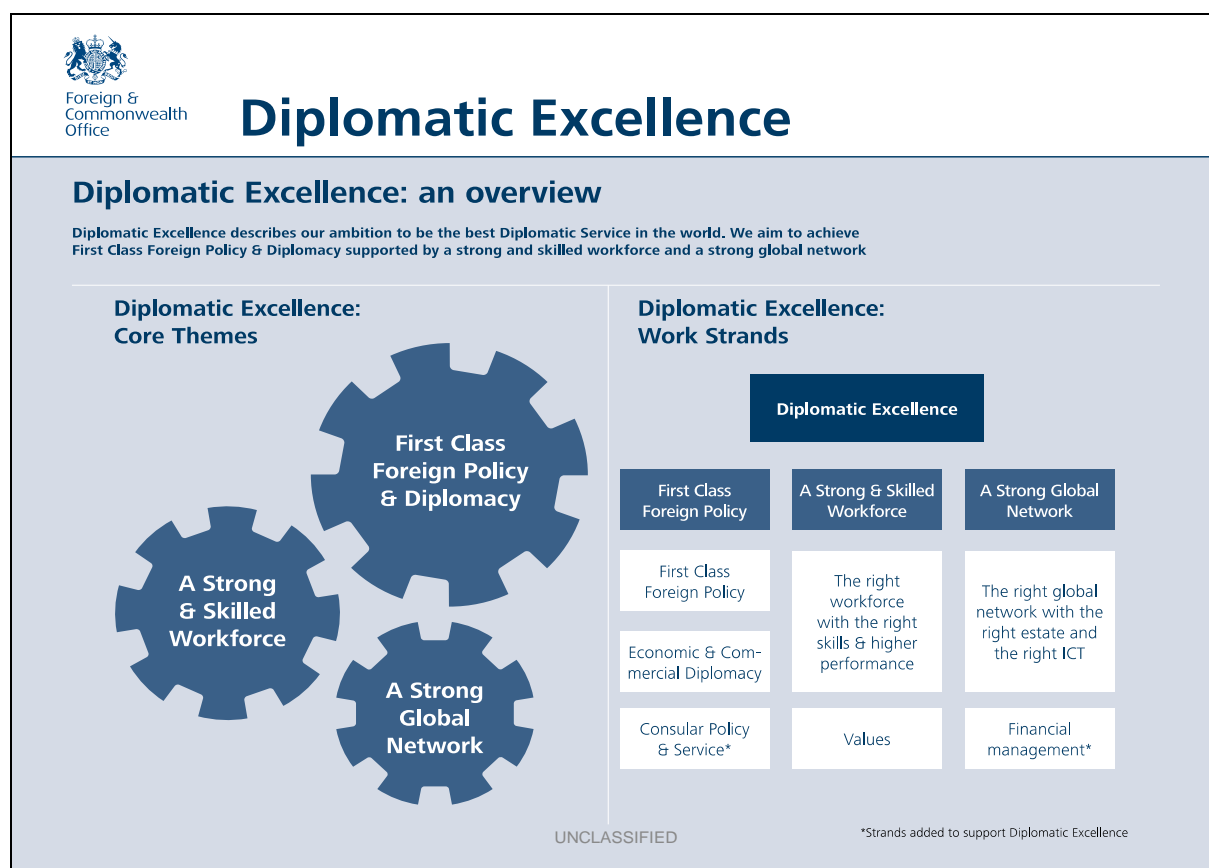 Foreign &
Commonwealth
Office
Diplomatic Excellence
Diplomatic Excellence: an overview
Diplomatic Excellence describes our ambition to be the best Diplomatic Service in the world. We aim to achieve
First Class Foreign Policy & Diplomacy supported by a strong and skilled workforce and a strong global network
Diplomatic Excellence:
Core Themes
First Class
Foreign Policy
& Diplomacy
A Strong
& Skilled
Workforce
A Strong
Global
Network
Diplomatic Excellence:
Work Strands
Diplomatic Excellence
First Class
Foreign Policy
A Strong & Skilled
Workforce
A Strong Global
Network
First Class
Foreign Policy
Economic & Com-
mercial Diplomacy
Consular Policy
& Service*
The right
workforce
with the right
skills & higher
performance
Values
The right global
network with the
right estate and
the right ICT
Financial
management*
UNCLASSIFIED
*Strands added to support Diplomatic Excellence